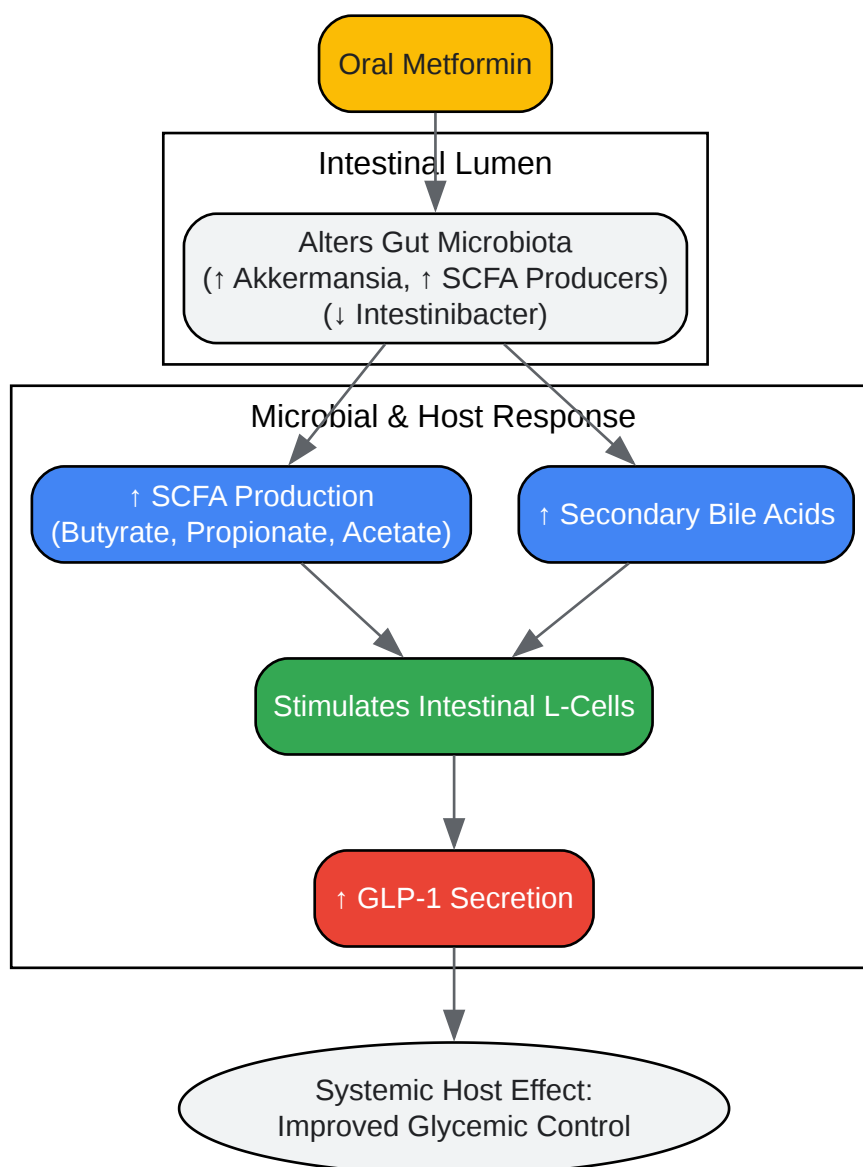 Oral Metformin
Intestinal Lumen
Alters Gut Microbiota
(↑ Akkermansia, ↑ SCFA Producers)
(↓ Intestinibacter)
Microbial & Host Response
↑ SCFA Production
(Butyrate, Propionate, Acetate)
↑ Secondary Bile Acids
Stimulates Intestinal L-Cells
↑ GLP-1 Secretion
Systemic Host Effect:
Improved Glycemic Control